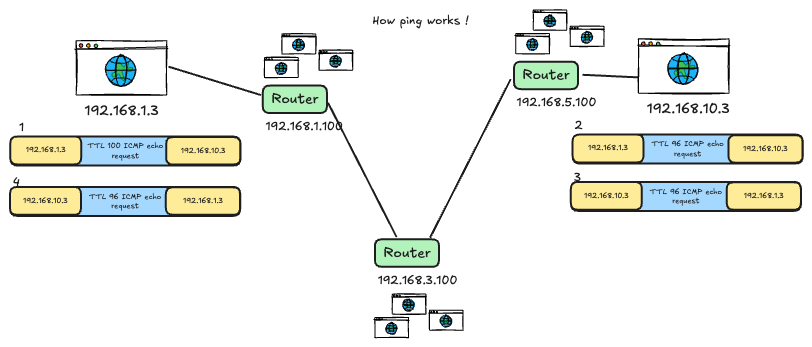 How ping works !
192.168.1.3
Router
192.168.1.100
Router
192.168.5.100
192.168.10.3
1
192.168.1.3
TTL 100 ICMP echo
request
192.168.10.3
4
192.168.10.3
TTL 96 ICMP echo
request
192.168.1.3
2
192.168.1.3
TTL 96 ICMP echo
request
192.168.10.3
3
192.168.10.3
TTL 96 ICMP echo
request
192.168.1.3
Router
192.168.3.100